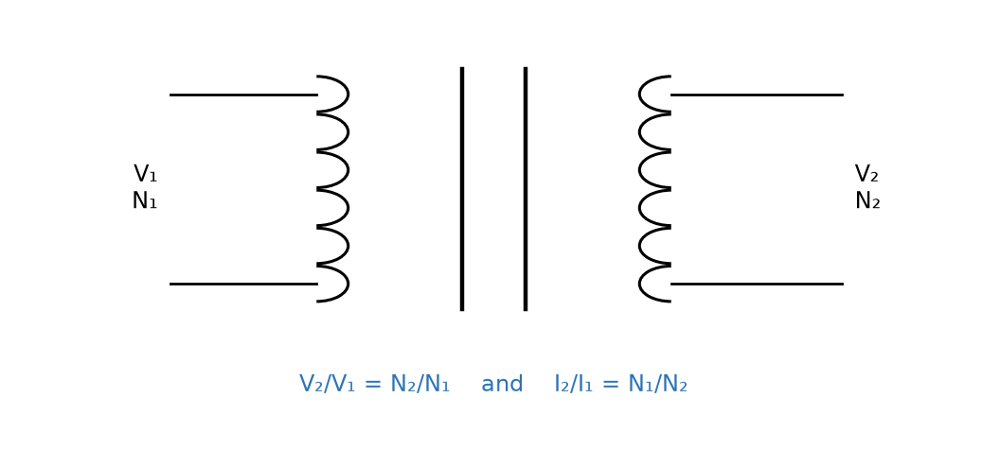 V₁
N₁
V₂
N₂
V₂/V₁ = N₂/N₁    and    I₂/I₁ = N₁/N₂